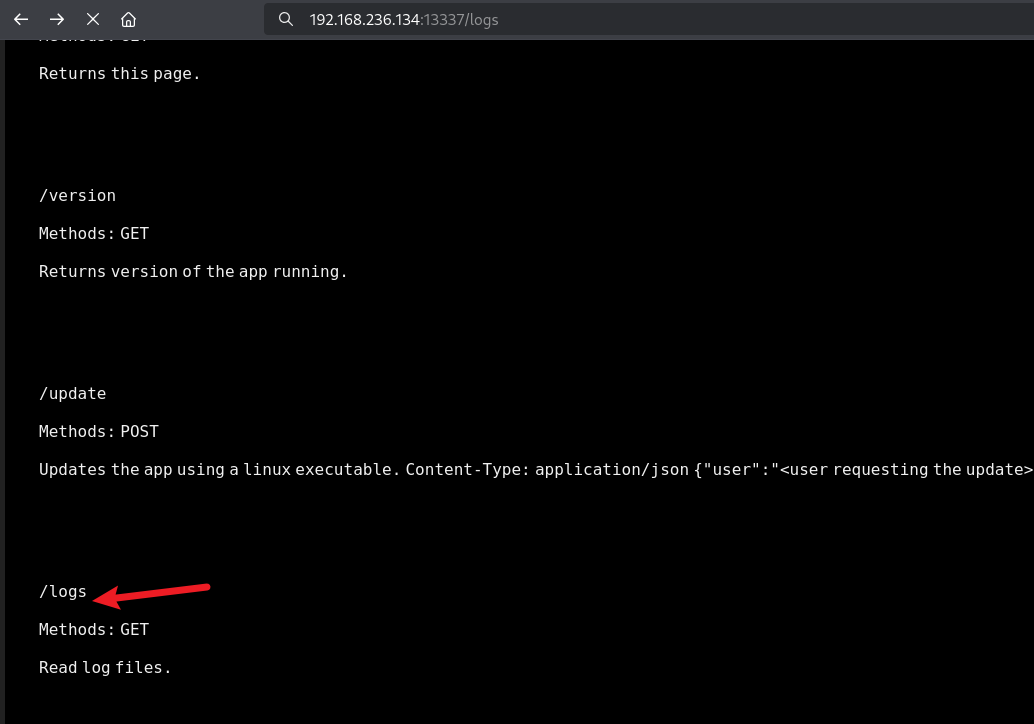 192.168.236.134:13337/logs
Returns this page.
/version
Methods: GET
Returns version of the app running.
/update
Methods: POST
Updates the app using a linux executable. Content-Type: application/json {"user":"<user requesting the update>
/logs
Methods: GET
Read log files.